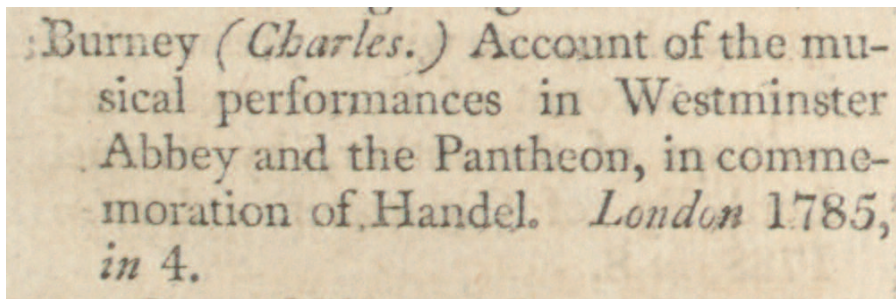 Burney (Charles.) Account of the mu-
sical performances in Westminster
Abbey and the Pantheon, in comme-
moration of Handel. London 1785,
in 4.